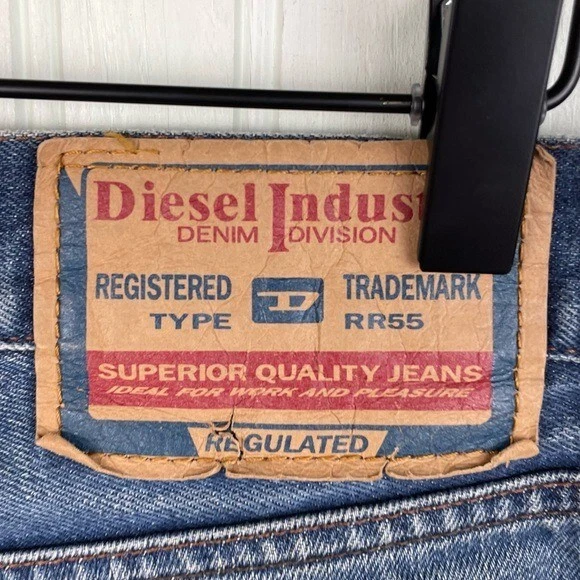 Diesel Indus
DENIM DIVISION
REGISTERED TRADEMARK
TYPE RR55
SUPERIOR QUALITY JEANS
IDEAL FOR WORK AND PLEASURE
REGULATED